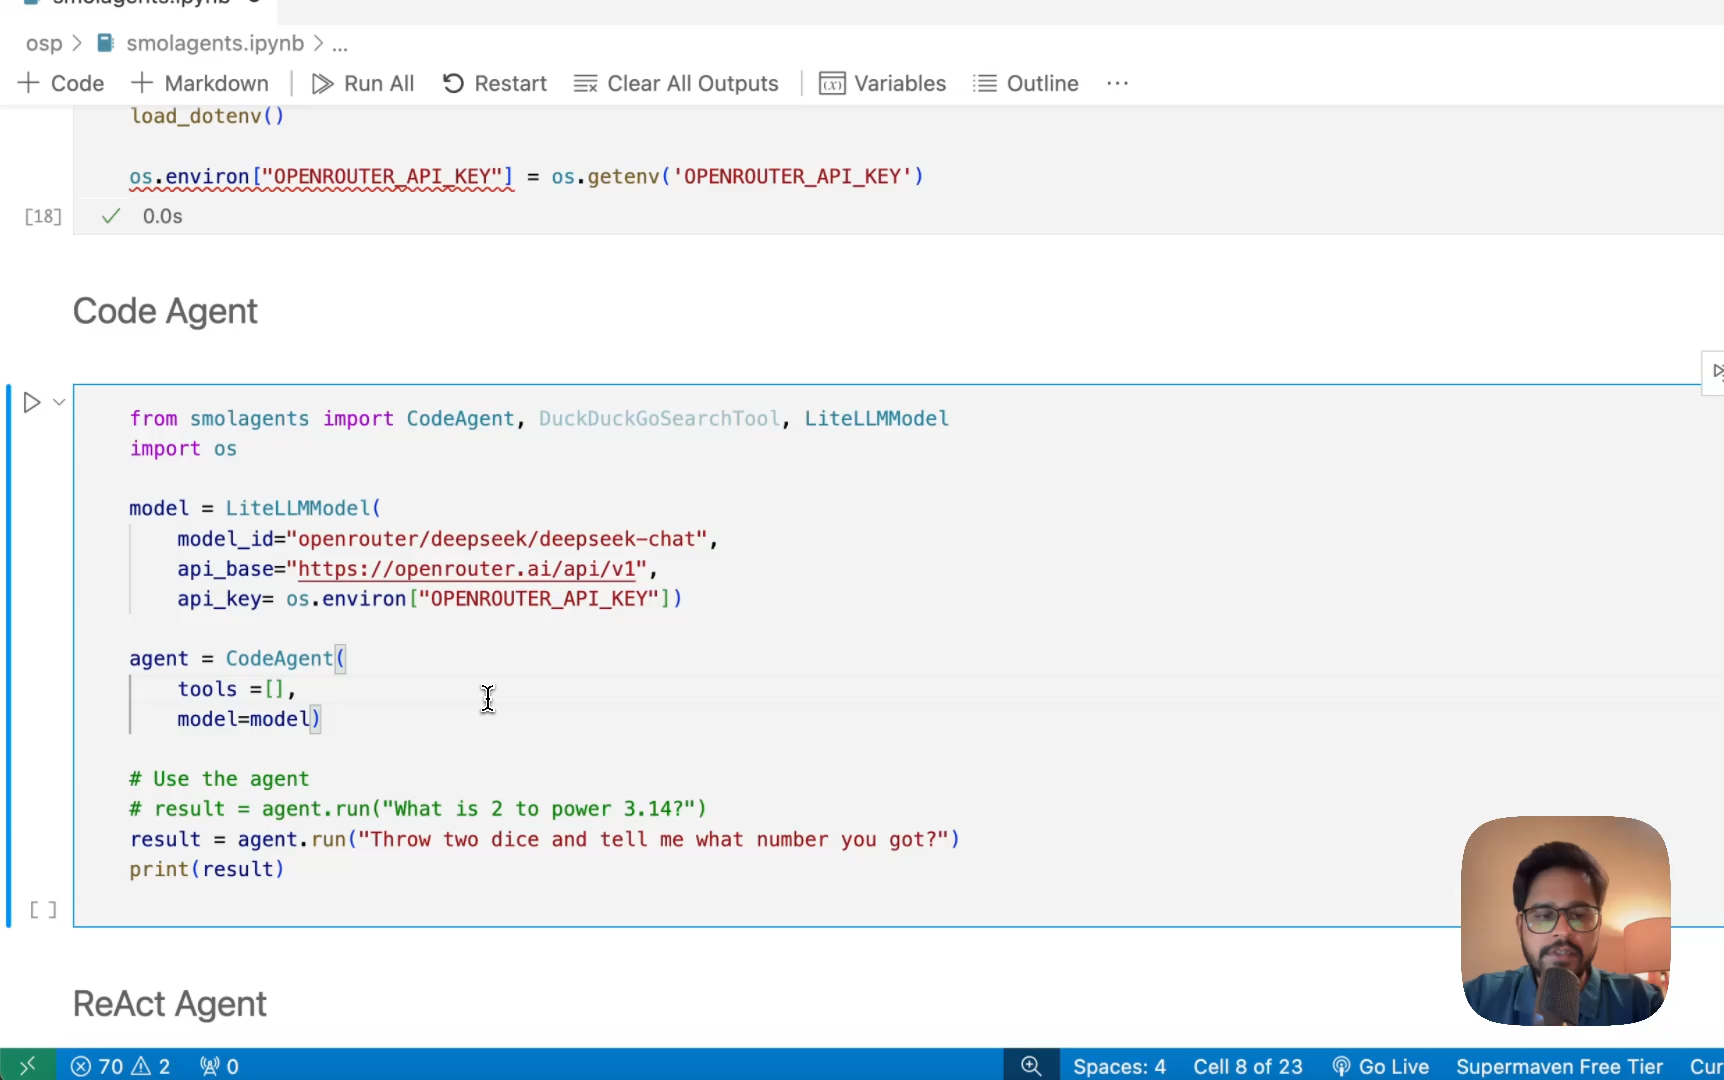 smolagents.ipynb
osp > smolagents.ipynb > ...
+ Code + Markdown Run All Restart Clear All Outputs Variables Outline ...
load_dotenv()
os.environ["OPENROUTER_API_KEY"] = os.getenv('OPENROUTER_API_KEY')
[18] ✓ 0.0s
Code Agent
from smolagents import CodeAgent, DuckDuckGoSearchTool, LiteLLMModel
import os
model = LiteLLMModel(
model_id="openrouter/deepseek/deepseek-chat",
api_base="https://openrouter.ai/api/v1",
api_key= os.environ["OPENROUTER_API_KEY"])
agent = CodeAgent(
tools =[],
model=model)
# Use the agent
# result = agent.run("What is 2 to power 3.14?")
result = agent.run("Throw two dice and tell me what number you got?")
print(result)
[ ]
ReAct Agent
70 2 0 Spaces: 4 Cell 8 of 23 Go Live Supermaven Free Tier Cur